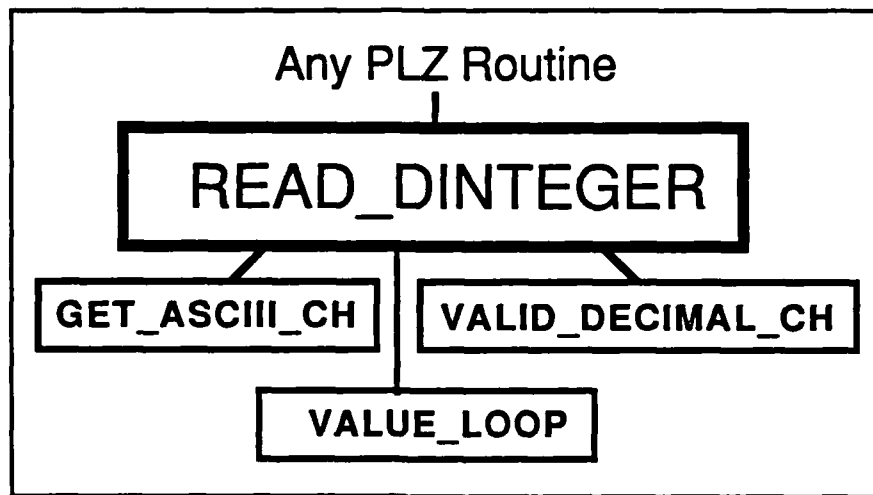 Any PLZ Routine
READ_DINTEGER
GET_ASCIII_CH
VALID_DECIMAL_CH
VALUE_LOOP